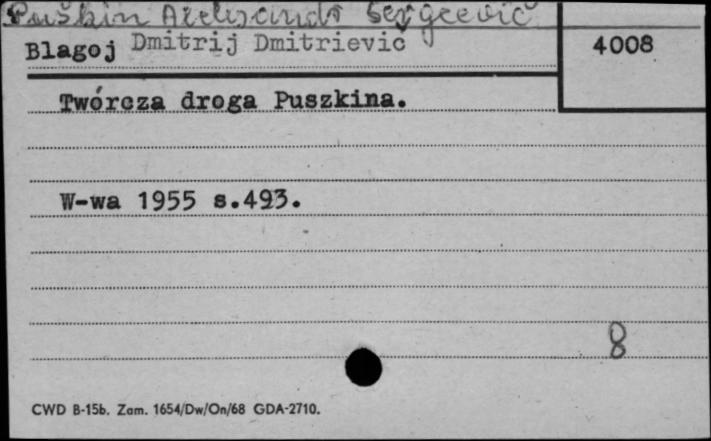 Puškin Aleksandr Sergeevič
Blagoj Dmitrij Dmitrievic
4008
Twórcza droga Puszkina.
W-wa 1955 s.493.
8
CWD B-15b. Zam. 1654/Dw/On/68 GDA-2710.